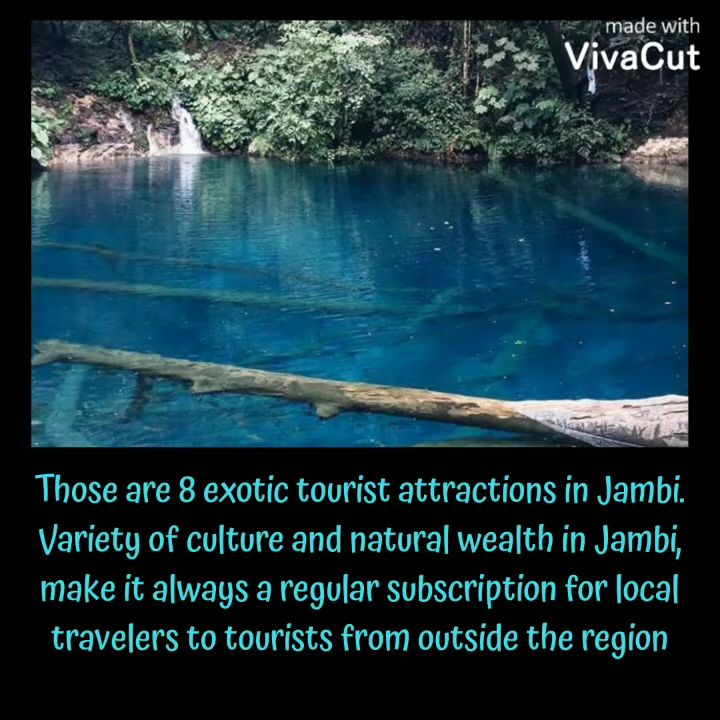 made with
VivaCut
Those are 8 exotic tourist attractions in Jambi.
Variety of culture and natural wealth in Jambi,
make it always a regular subscription for local
travelers to tourists from outside the region